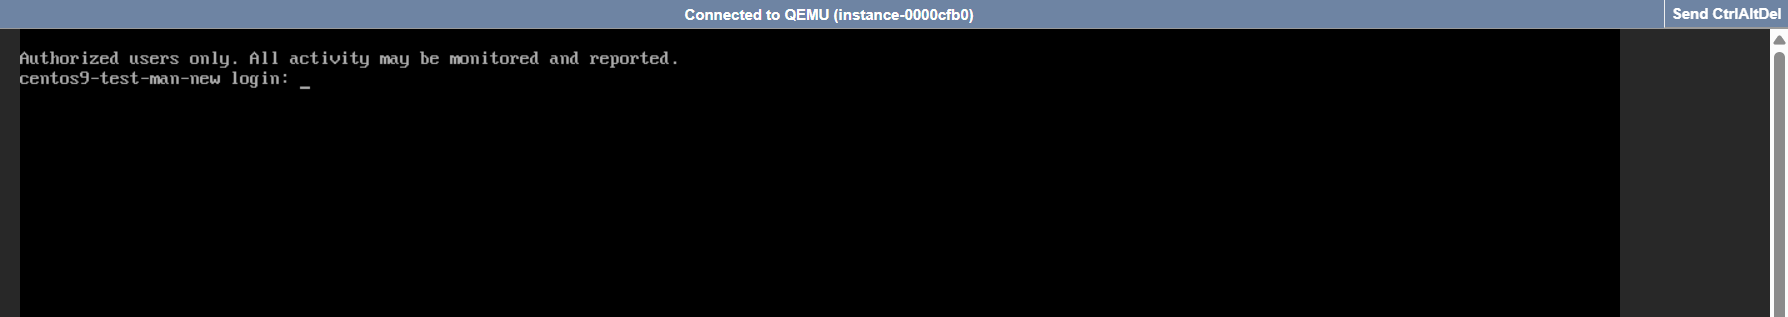 Connected to QEMU (instance-0000cfb0)
Send CtrlAltDel
Authorized users only. All activity may be monitored and reported.
centos9-test-man-new login: _